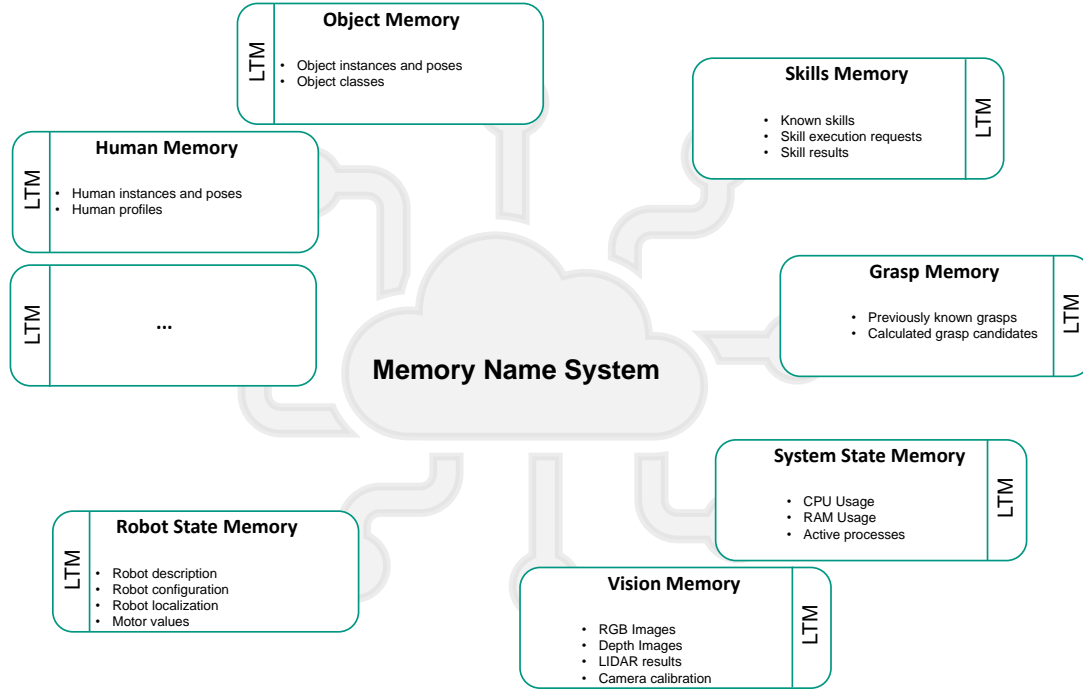 Object Memory
LTM
• Object instances and poses
• Object classes
Skills Memory
LTM
• Known skills
• Skill execution requests
• Skill results
Human Memory
LTM
• Human instances and poses
• Human profiles
LTM
...
Grasp Memory
LTM
• Previously known grasps
• Calculated grasp candidates
Memory Name System
System State Memory
LTM
• CPU Usage
• RAM Usage
• Active processes
Robot State Memory
LTM
• Robot description
• Robot configuration
• Robot localization
• Motor values
Vision Memory
LTM
• RGB Images
• Depth Images
• LIDAR results
• Camera calibration